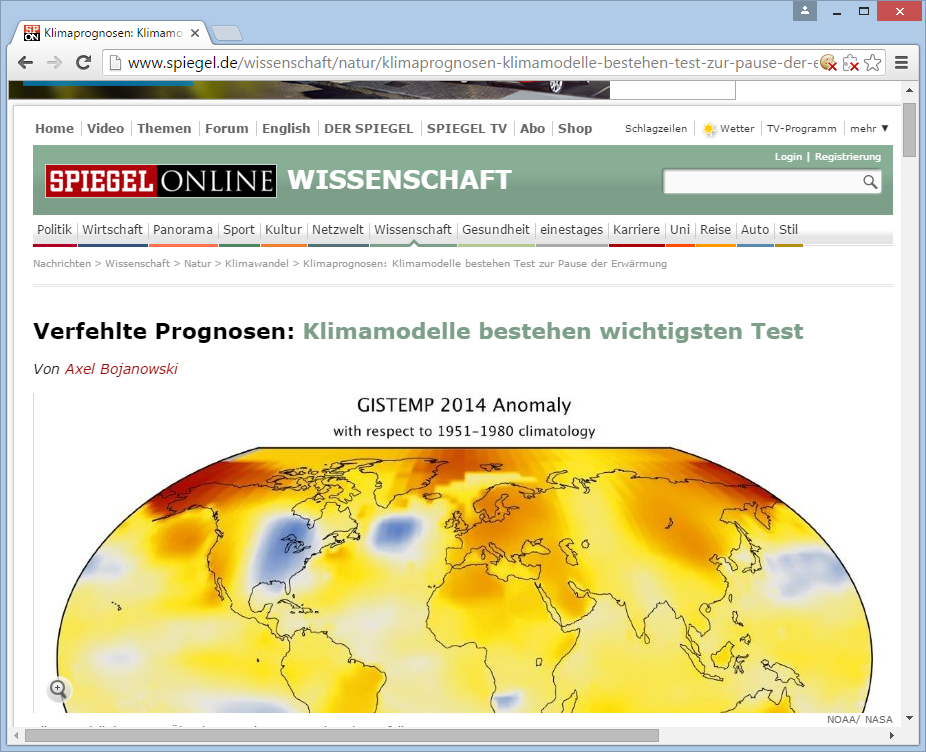 Klimaprognosen: Klimamo
www.spiegel.de/wissenschaft/natur/klimaprognosen-klimamodelle-bestehen-test-zur-pause-der-e
Home Video Themen Forum English DER SPIEGEL SPIEGEL TV Abo Shop Schlagzeilen Wetter TV-Programm mehr ▼
Login | Registrierung
SPIEGEL ONLINE WISSENSCHAFT
Politik Wirtschaft Panorama Sport Kultur Netzwelt Wissenschaft Gesundheit einestages Karriere Uni Reise Auto Stil
Nachrichten > Wissenschaft > Natur > Klimawandel > Klimaprognosen: Klimamodelle bestehen Test zur Pause der Erwärmung
Verfehlte Prognosen: Klimamodelle bestehen wichtigsten Test
Von Axel Bojanowski
GISTEMP 2014 Anomaly
with respect to 1951-1980 climatology
NOAA/ NASA